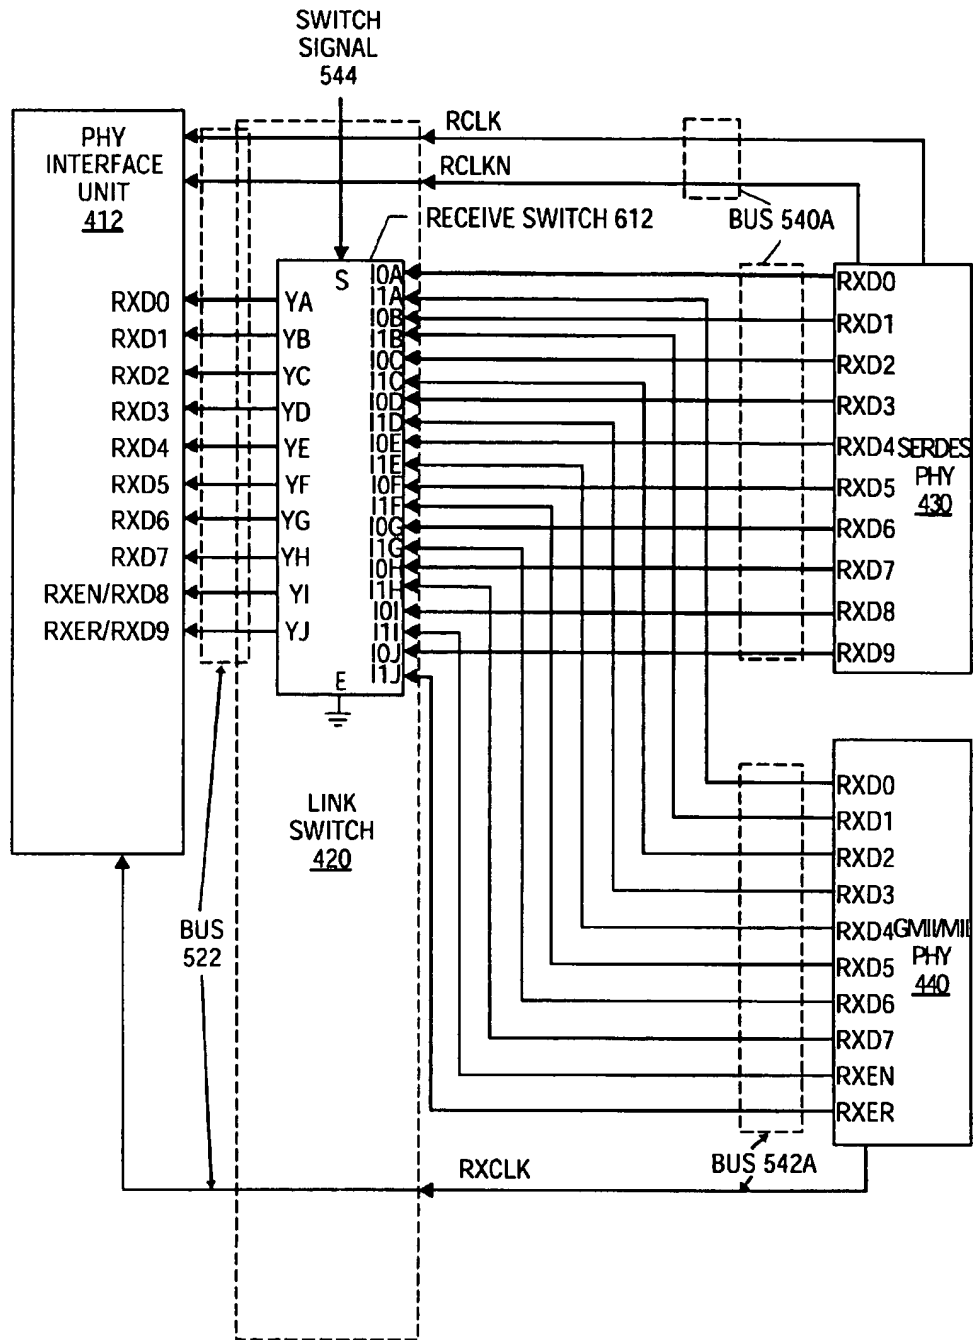 SWITCH
SIGNAL
544
PHY
INTERFACE
UNIT
412
RCLK
RCLKN
BUS 540A
RECEIVE SWITCH 612
S
RXD0
RXD1
RXD2
RXD3
RXD4
RXD5
RXD6
RXD7
RXEN/RXD8
RXER/RXD9
YA
YB
YC
YD
YE
YF
YG
YH
YI
YJ
I0A
I1A
I0B
I1B
I0C
I1C
I0D
I1D
I0E
I1E
I0F
I1F
I0G
I1G
I0H
I1H
I0I
I1I
I0J
I1J
E
RXD0
RXD1
RXD2
RXD3
RXD4
RXD5
RXD6
RXD7
RXD8
RXD9
SERDES
PHY
430
LINK
SWITCH
420
BUS
522
RXD0
RXD1
RXD2
RXD3
RXD4
RXD5
RXD6
RXD7
RXEN
RXER
GMII/MII
PHY
440
BUS 542A
RXCLK